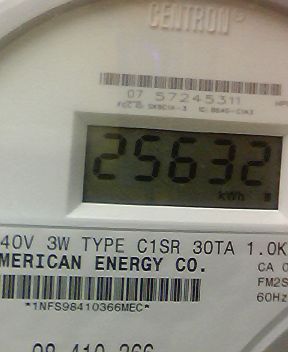 CENTRON®
07 57245311
25632
kWh
40V 3W TYPE C1SR 30TA 1.0K
MERICAN ENERGY CO.
CA 0
*1NFS98410366MEC*
FM2S
60Hz